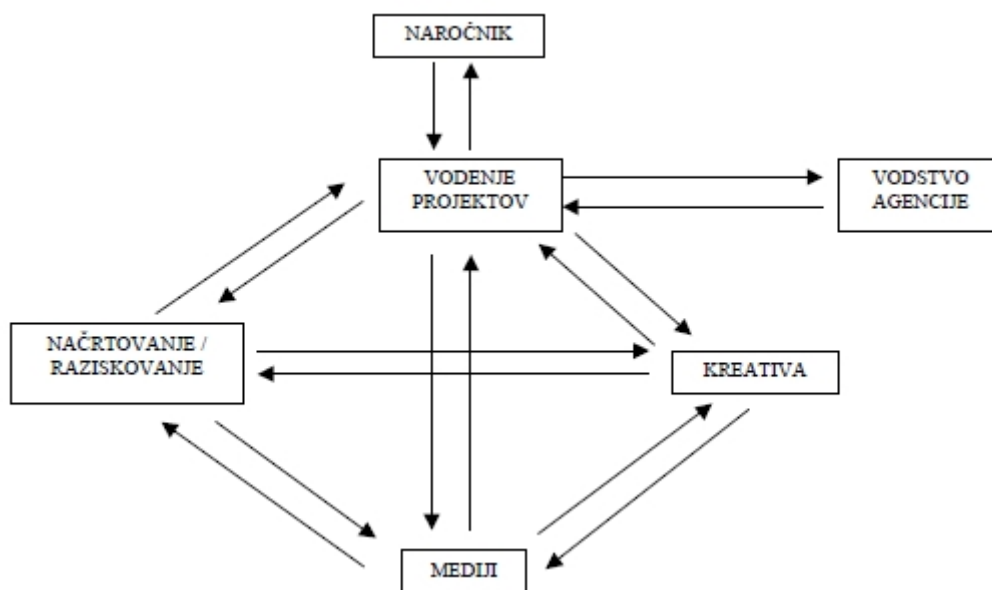 NAROČNIK
VODENJE
PROJEKTOV
VODSTVO
AGENCIJE
NAČRTOVANJE /
RAZISKOVANJE
KREATIVA
MEDIJI